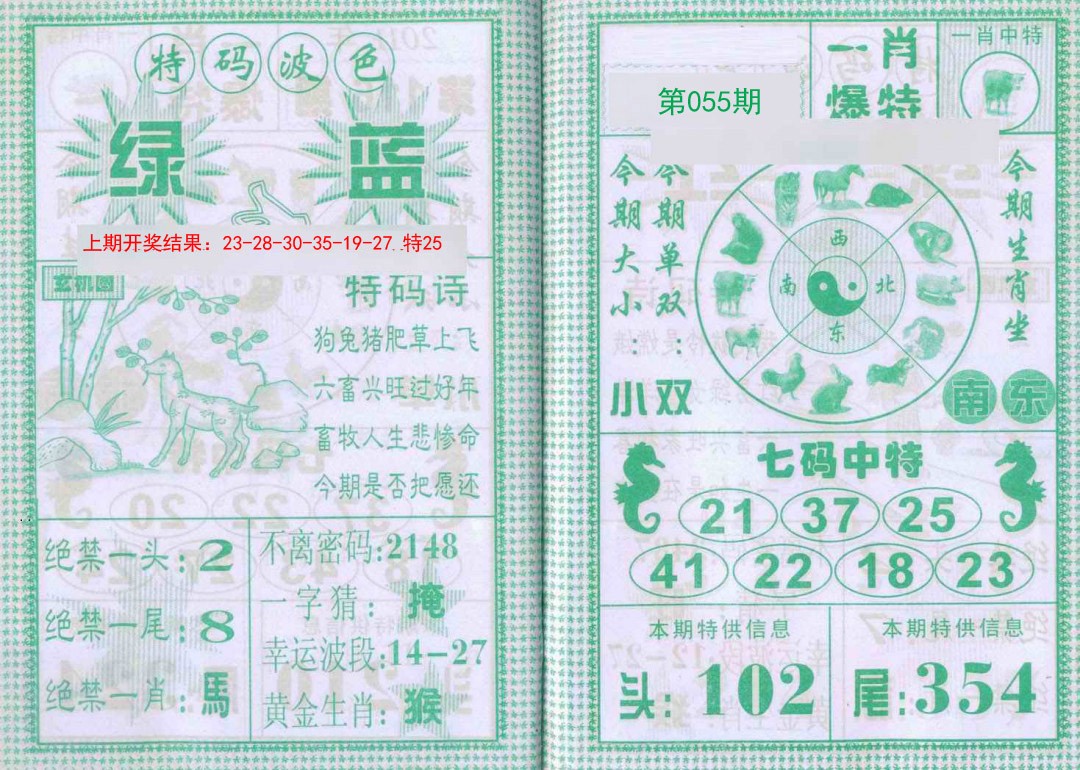 特码波色
绿 蓝
上期开奖结果：23-28-30-35-19-27.特25
玄机图
特码诗
狗兔猪肥草上飞
六畜兴旺过好年
畜牧人生悲惨命
今期是否把愿还
绝禁一头：2
绝禁一尾：8
绝禁一肖：馬
不离密码:2148
一字猜：掩
幸运波段:14-27
黄金生肖:猴
第055期
一肖
爆特
一肖中特
今期大小：小
今期单双：双
西
南 北
东
今期生肖坐
南 东
七码中特
21 37 25
41 22 18 23
本期特供信息
头:102
本期特供信息
尾:354